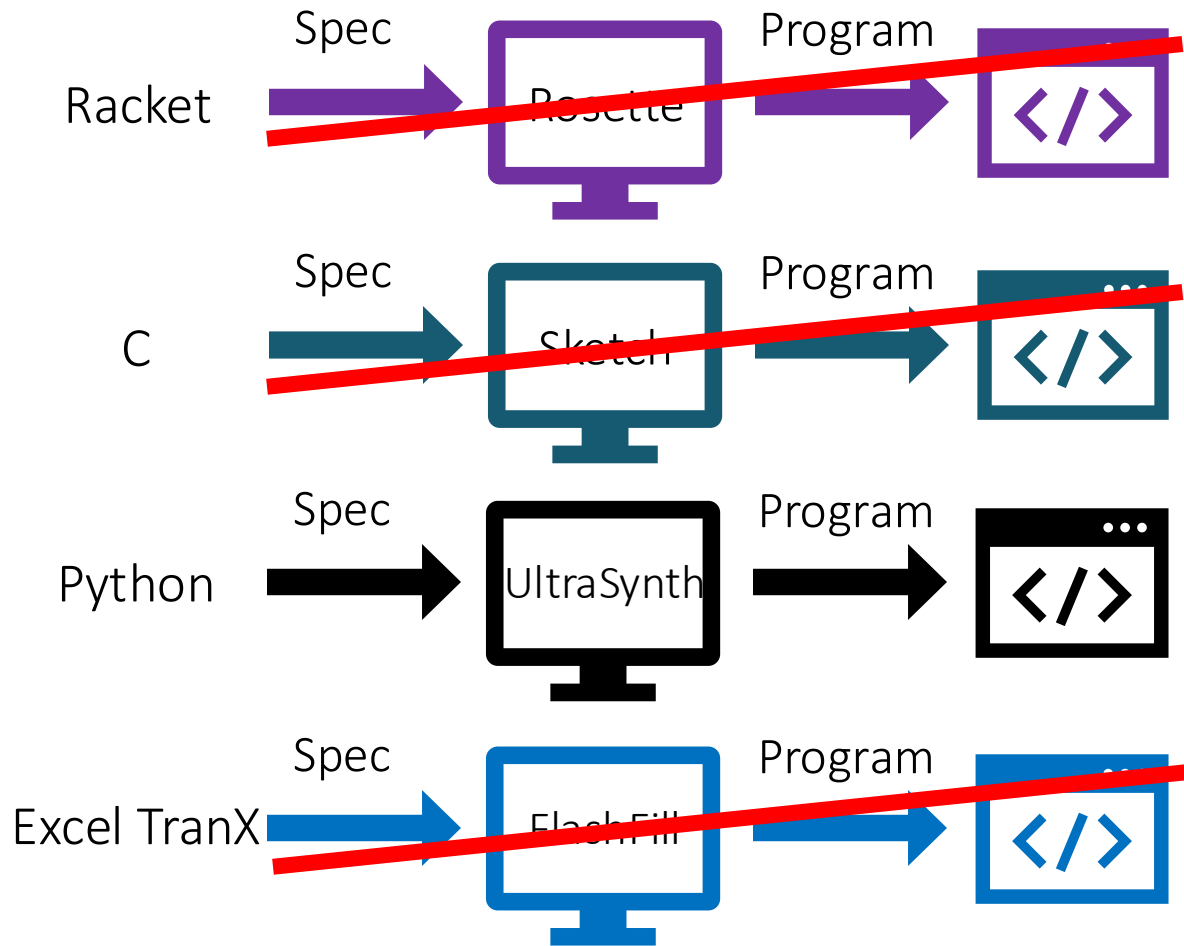 Spec
Program
Racket
Rosette
</>
Spec
Program
C
Sketch
</>
Spec
Program
Python
UltraSynth
</>
Spec
Program
Excel TranX
FlashFill
</>